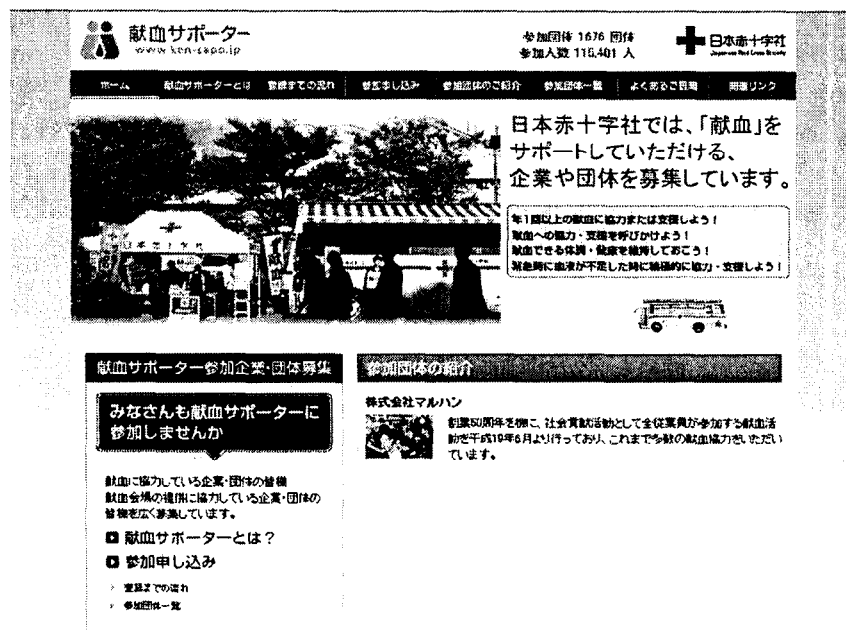 献血サポーター
www.ken-sapo.jp
参加団体 1676 団体
参加人数 115,401 人
日本赤十字社
Japanese Red Cross Society
ホーム 献血サポーターとは 登録までの流れ 参加申し込み 参加団体のご紹介 参加団体一覧 よくあるご質問 関連リンク
日本赤十字社では、「献血」を
サポートしていただける、
企業や団体を募集しています。
年1回以上の献血に協力または支援しよう!
献血への協力・支援を呼びかけよう!
献血できる体調・健康を維持しておこう!
緊急時に血液が不足した時に積極的に協力・支援しよう!
日本赤十字社
献血サポーター参加企業・団体募集
参加団体の紹介
みなさんも献血サポーターに
参加しませんか
株式会社マルハン
創業50周年を機に、社会貢献活動として全従業員が参加する献血活
動を平成19年6月より行っており、これまで多数の献血協力をいただい
ています。
献血に協力している企業・団体の皆様
献血会場の提供に協力している企業・団体の
皆様を広く募集しています。
献血サポーターとは?
参加申し込み
登録までの流れ
参加団体一覧